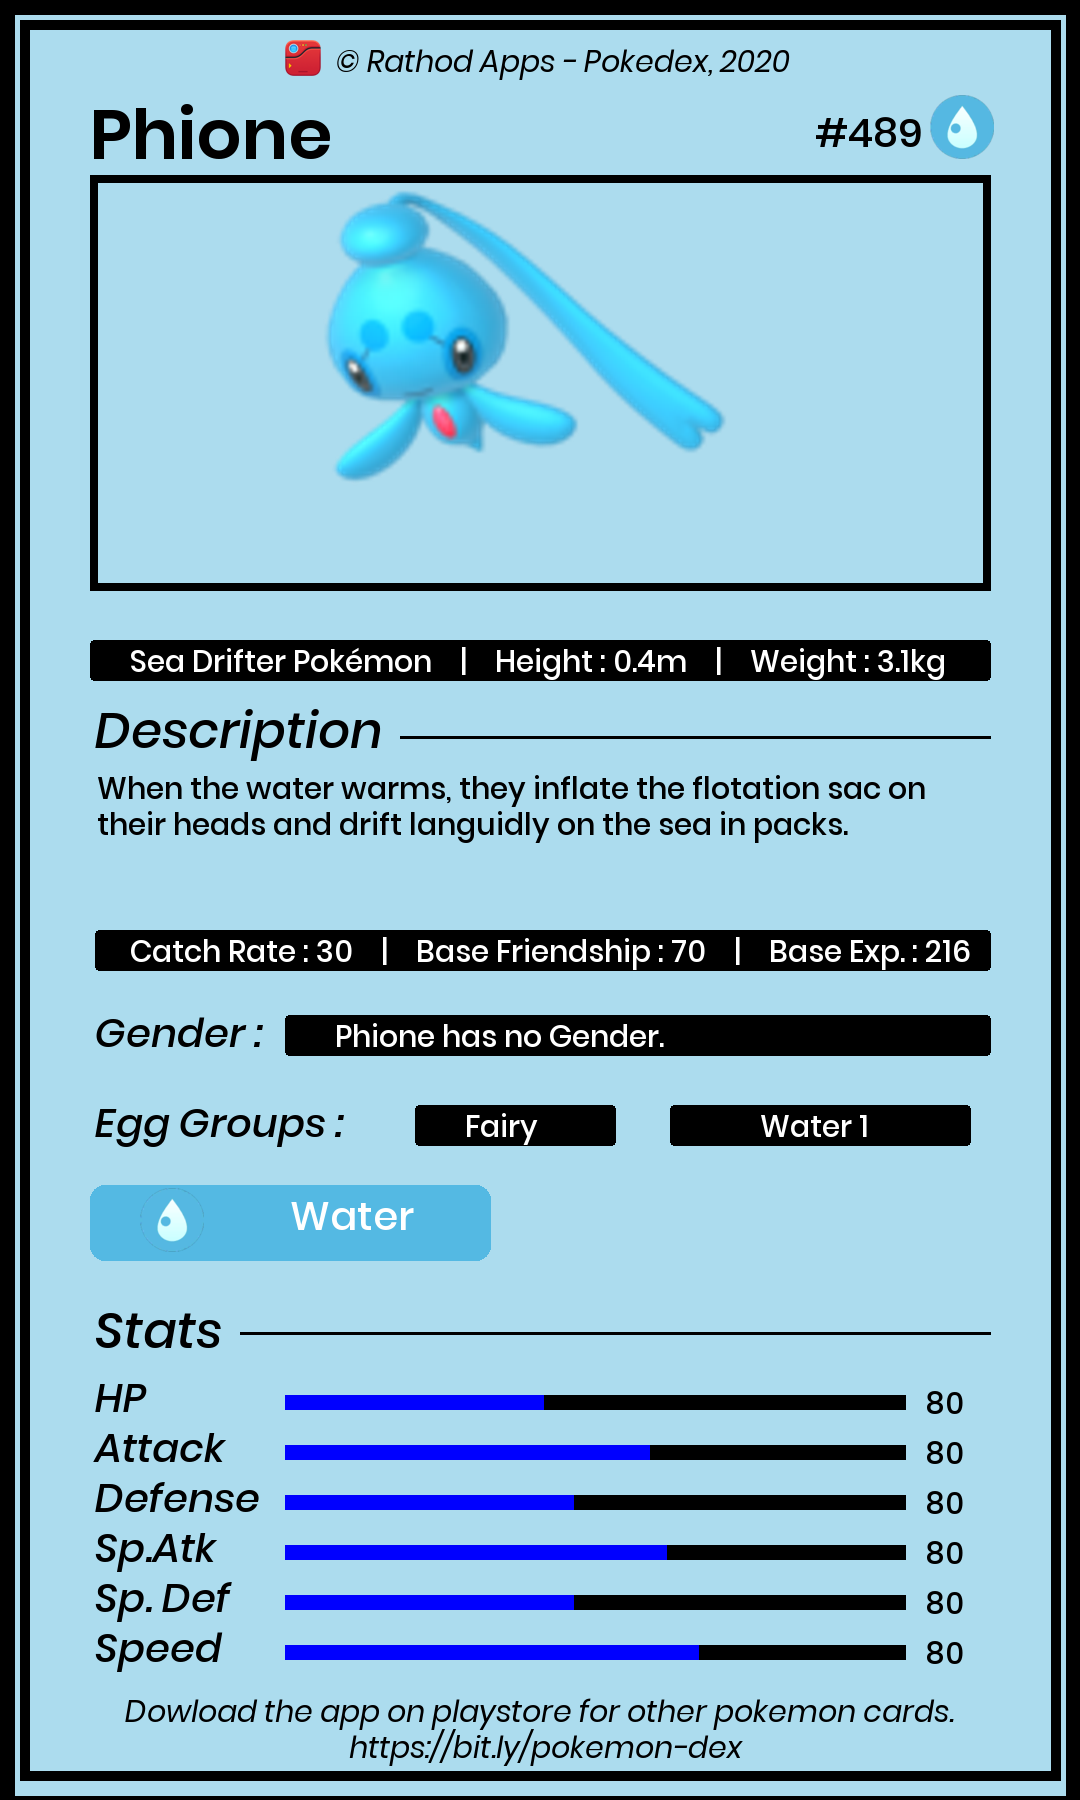 © Rathod Apps - Pokedex, 2020
Phione #489
Sea Drifter Pokémon | Height : 0.4m | Weight : 3.1kg
Description
When the water warms, they inflate the flotation sac on
their heads and drift languidly on the sea in packs.
Catch Rate : 30 | Base Friendship : 70 | Base Exp. : 216
Gender : Phione has no Gender.
Egg Groups : Fairy Water 1
Water
Stats
HP 80
Attack 80
Defense 80
Sp.Atk 80
Sp. Def 80
Speed 80
Dowload the app on playstore for other pokemon cards.
https://bit.ly/pokemon-dex